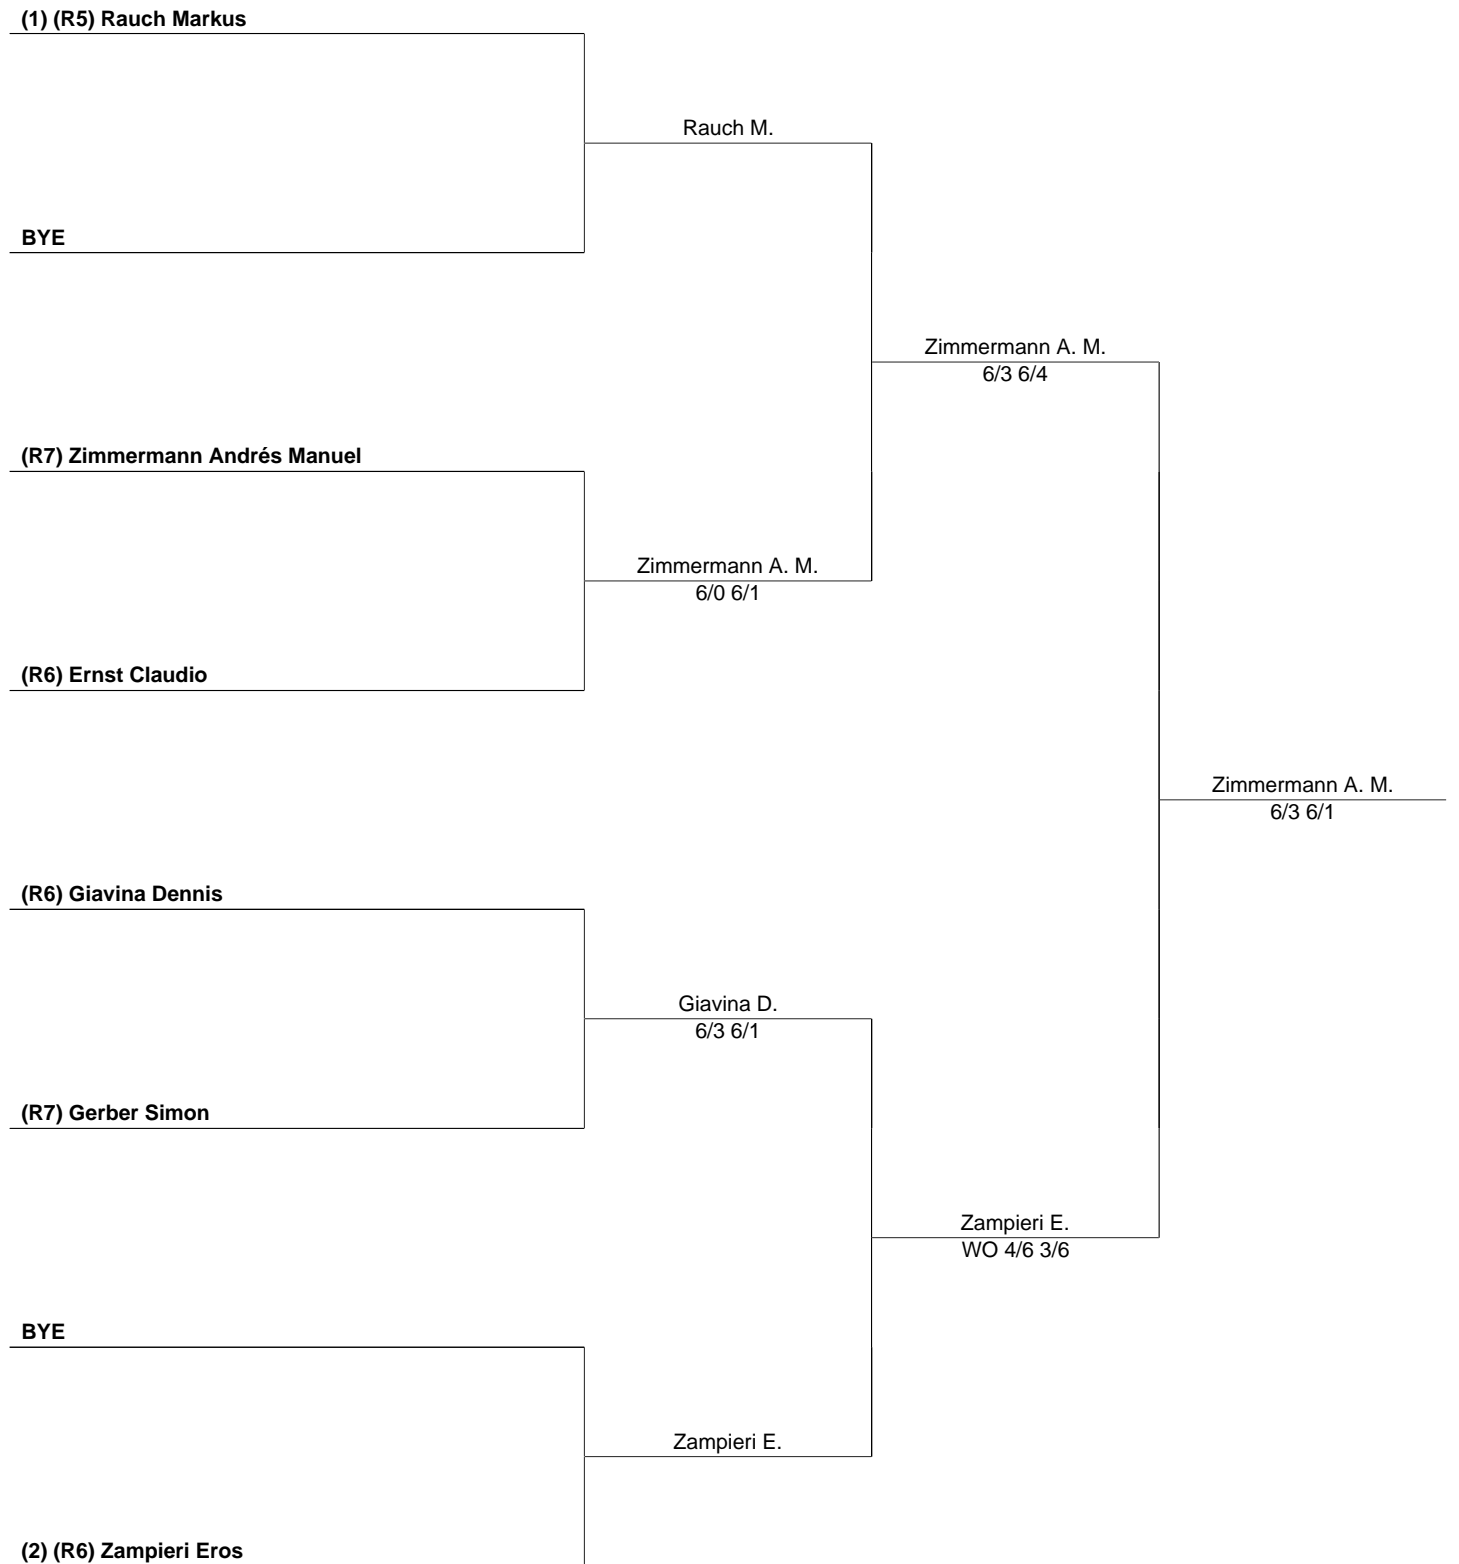 (1) (R5) Rauch Markus
Rauch M.
BYE
Zimmermann A. M.
6/3 6/4
(R7) Zimmermann Andrés Manuel
Zimmermann A. M.
6/0 6/1
(R6) Ernst Claudio
Zimmermann A. M.
6/3 6/1
(R6) Giavina Dennis
Giavina D.
6/3 6/1
(R7) Gerber Simon
Zampieri E.
WO 4/6 3/6
BYE
Zampieri E.
(2) (R6) Zampieri Eros